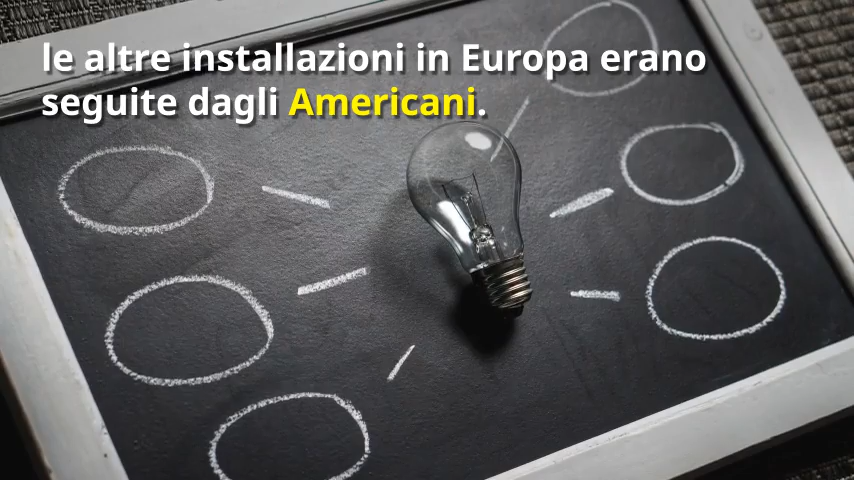 le altre installazioni in Europa erano
seguite dagli Americani.